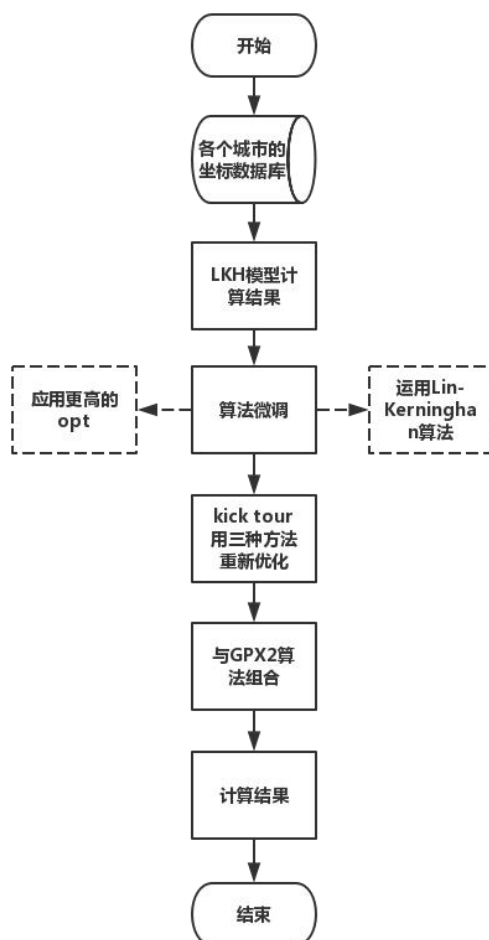 开始
各个城市的
坐标数据库
LKH模型计
算结果
应用更高的
opt
算法微调
运用Lin-
Kerningha
n算法
kick tour
用三种方法
重新优化
与GPX2算
法组合
计算结果
结束